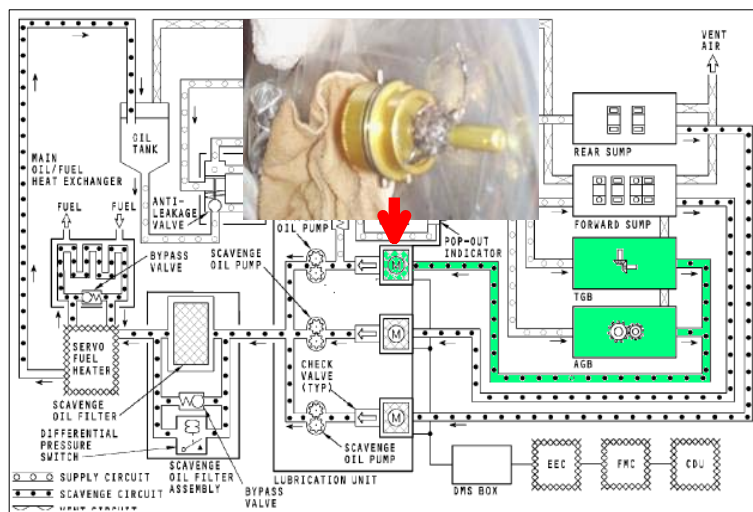 VENT
AIR
OIL
TANK
MAIN
OIL/FUEL
HEAT EXCHANGER
ANTI-
LEAKAGE
VALVE
REAR SUMP
FORWARD SUMP
FUEL
FUEL
BYPASS
VALVE
SCAVENGE
OIL PUMP
OIL PUMP
POP-OUT
INDICATOR
M
TGB
AGB
SERVO
FUEL
HEATER
M
CHECK
VALVE
(TYP)
M
SCAVENGE
OIL FILTER
DIFFERENTIAL
PRESSURE
SWITCH
SCAVENGE
OIL FILTER
ASSEMBLY
BYPASS
VALVE
SCAVENGE
OIL PUMP
LUBRICATION UNIT
DMS BOX
EEC
FMC
CDU
SUPPLY CIRCUIT
SCAVENGE CIRCUIT
VENT CIRCUIT